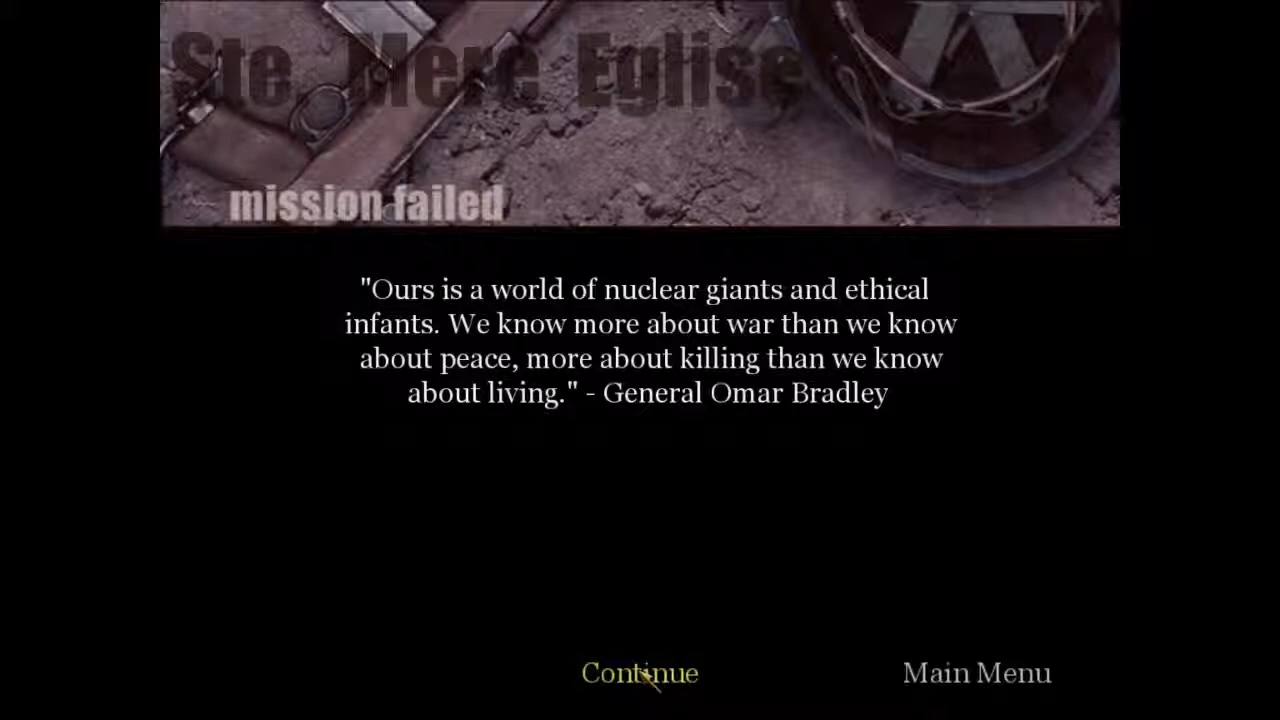 Ste. Mere Eglise
mission failed
"Ours is a world of nuclear giants and ethical
infants. We know more about war than we know
about peace, more about killing than we know
about living." - General Omar Bradley
Continue
Main Menu